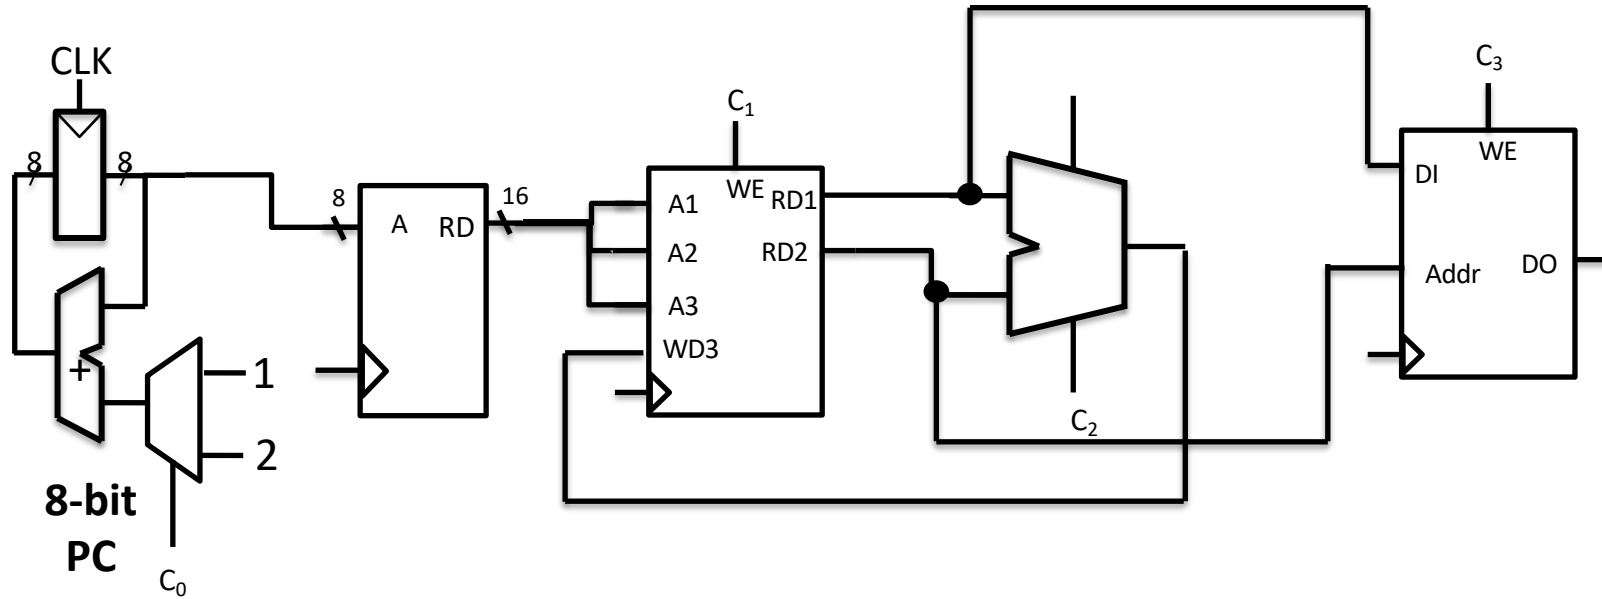 CLK
8
8
+
1
2
8-bit
PC
C₀
8
A
RD
16
C₁
WE
A1
A2
A3
WD3
RD1
RD2
C₂
C₃
WE
DI
Addr
DO